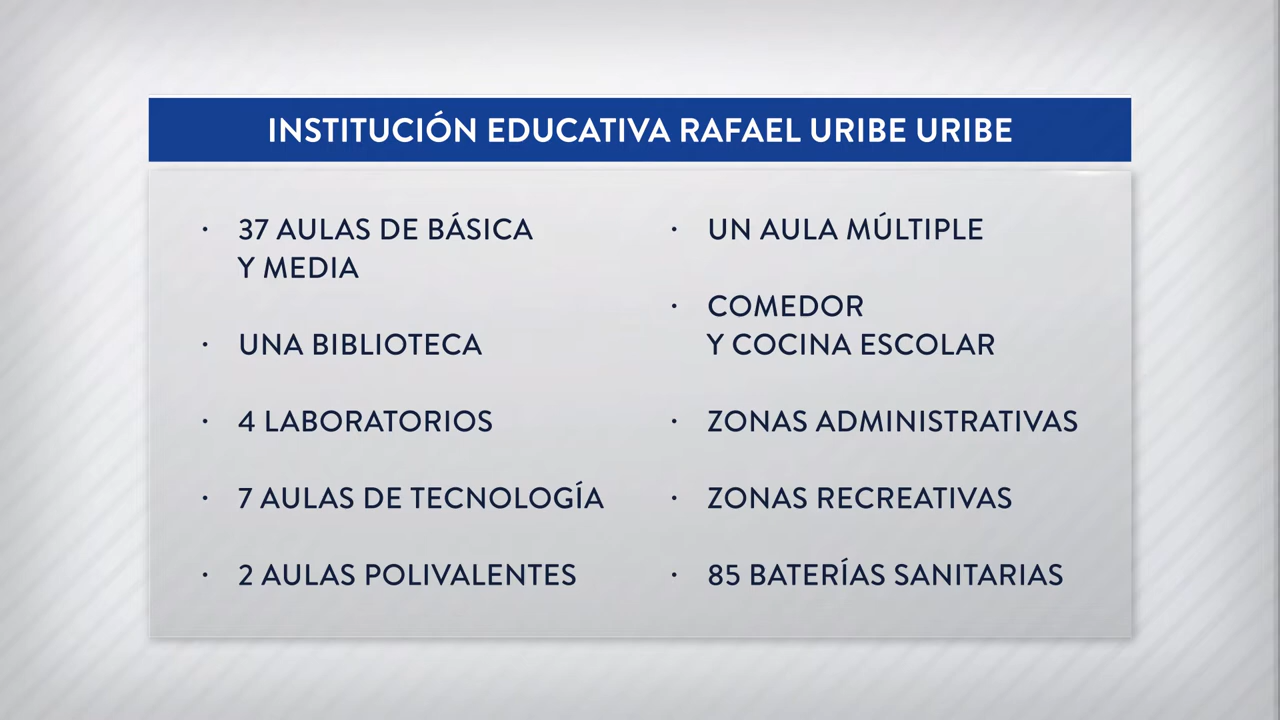 INSTITUCIÓN EDUCATIVA RAFAEL URIBE URIBE
· 37 AULAS DE BÁSICA
Y MEDIA
· UNA BIBLIOTECA
· 4 LABORATORIOS
· 7 AULAS DE TECNOLOGÍA
· 2 AULAS POLIVALENTES
· UN AULA MÚLTIPLE
· COMEDOR
Y COCINA ESCOLAR
· ZONAS ADMINISTRATIVAS
· ZONAS RECREATIVAS
· 85 BATERÍAS SANITARIAS